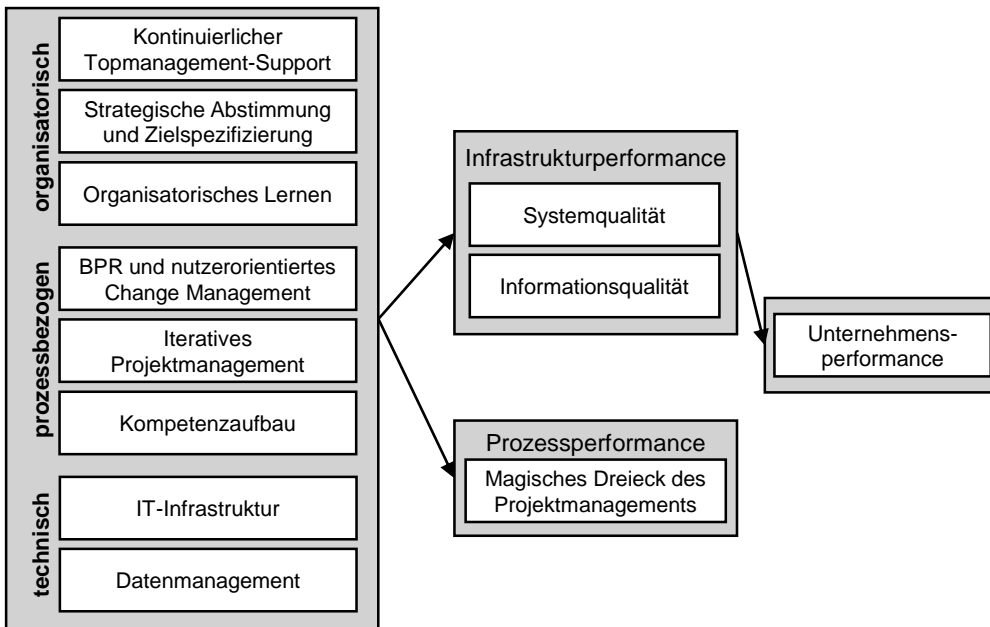 organisatorisch
Kontinuierlicher
Topmanagement-Support
Strategische Abstimmung
und Zielspezifizierung
Organisatorisches Lernen
prozessbezogen
BPR und nutzerorientiertes
Change Management
Iteratives
Projektmanagement
Kompetenzaufbau
technisch
IT-Infrastruktur
Datenmanagement
Infrastrukturperformance
Systemqualität
Informationsqualität
Prozessperformance
Magisches Dreieck des
Projektmanagements
Unternehmens-
performance